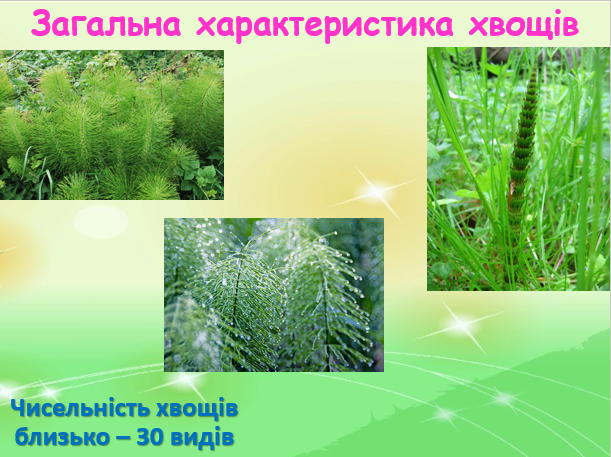 Загальна характеристика хвощів
Чисельність хвощів
близько – 30 видів